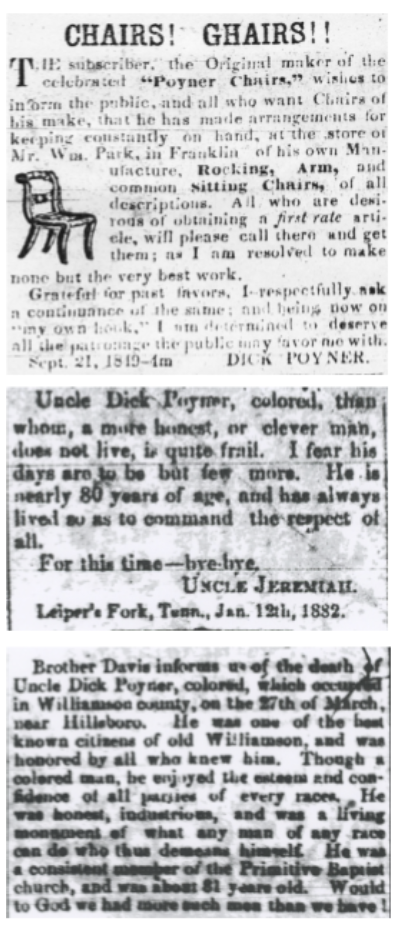 CHAIRS! GHAIRS!!
THE subscriber, the Original maker of the
celebrated "Poyner Chairs," wishes to
inform the public, and all who want Chairs of
his make, that he has made arrangements for
keeping constantly on hand, at the store of
Mr. Wm. Park, in Franklin of his own Man-
ufacture, Rocking, Arm, and
common Sitting Chairs, of all
descriptions. All who are desi-
rous of obtaining a first rate arti-
cle, will please call there and get
them; as I am resolved to make
none but the very best work.
Grateful for past favors, I respectfully ask
a continuance of the same; and being now on
"my own hook," I am determined to deserve
all the patronage the public may favor me with.
Sept. 21, 1849-4m DICK POYNER.
Uncle Dick Poyner, colored, than
whom, a more honest, or clever man,
does not live, is quite frail. I fear his
days are to be but few more. He is
nearly 80 years of age, and has always
lived so as to command the respect of
all.
For this time—bye-bye.
UNCLE JEREMIAH.
Leiper's Fork, Tenn., Jan. 12th, 1882.
Brother Davis informs us of the death of
Uncle Dick Poyner, colored, which occurred
in Williamson county, on the 27th of March,
near Hillsboro. He was one of the best
known citizens of old Williamson, and was
honored by all who knew him. Though a
colored man, he enjoyed the esteem and con-
fidence of all parties of every races. He
was honest, industrious, and was a living
monument of what any man of any race
can do who thus demeans himself. He was
a consistent member of the Primitive Baptist
church, and was about 81 years old. Would
to God we had more such men than we have!